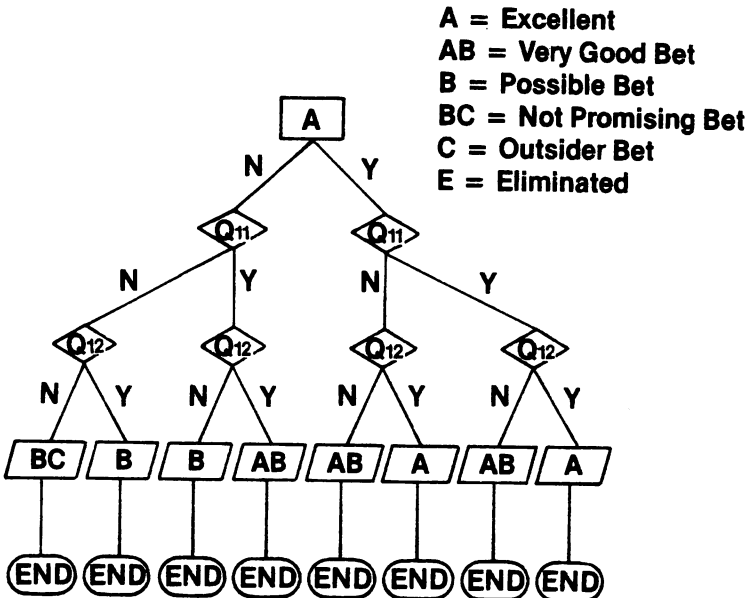 A = Excellent
AB = Very Good Bet
B = Possible Bet
BC = Not Promising Bet
C = Outsider Bet
E = Eliminated
A
N Y
Q11 Q11
N Y N Y
Q12 Q12 Q12 Q12
N Y N Y N Y N Y
BC B B AB AB A AB A
END END END END END END END END